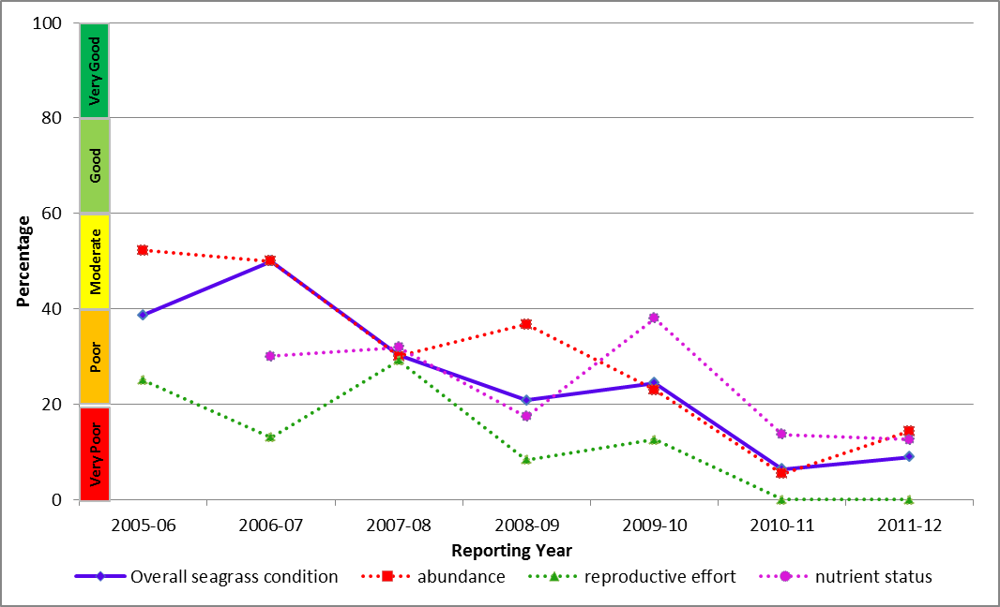 100
80
60
40
20
0
Percentage
Very Good
Good
Moderate
Poor
Very Poor
2005-06 2006-07 2007-08 2008-09 2009-10 2010-11 2011-12
Reporting Year
Overall seagrass condition abundance reproductive effort nutrient status